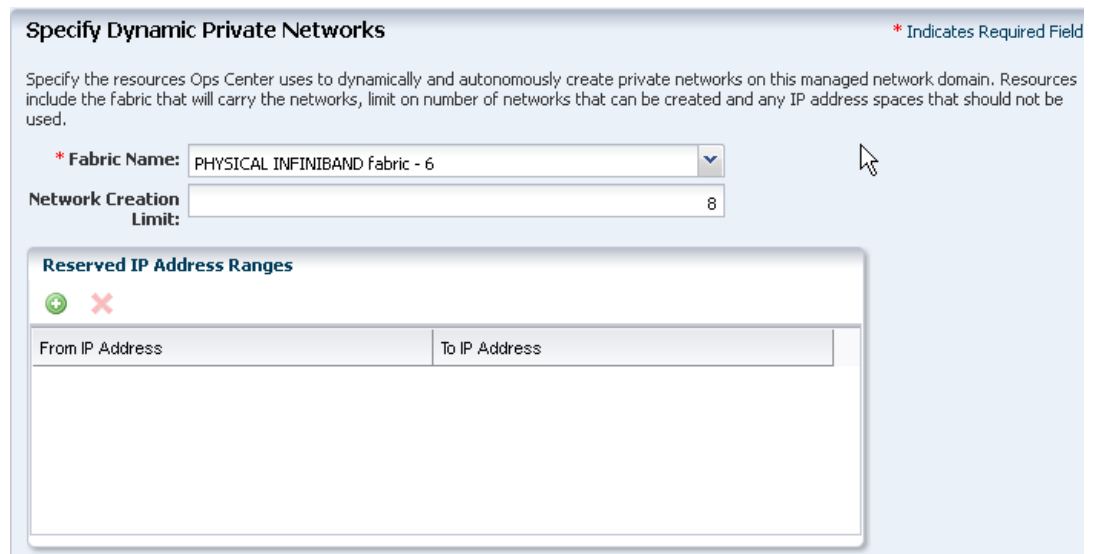 Specify Dynamic Private Networks
* Indicates Required Field
Specify the resources Ops Center uses to dynamically and autonomously create private networks on this managed network domain. Resources
include the fabric that will carry the networks, limit on number of networks that can be created and any IP address spaces that should not be
used.
* Fabric Name: PHYSICAL INFINIBAND fabric - 6
Network Creation
Limit: 8
Reserved IP Address Ranges
From IP Address To IP Address